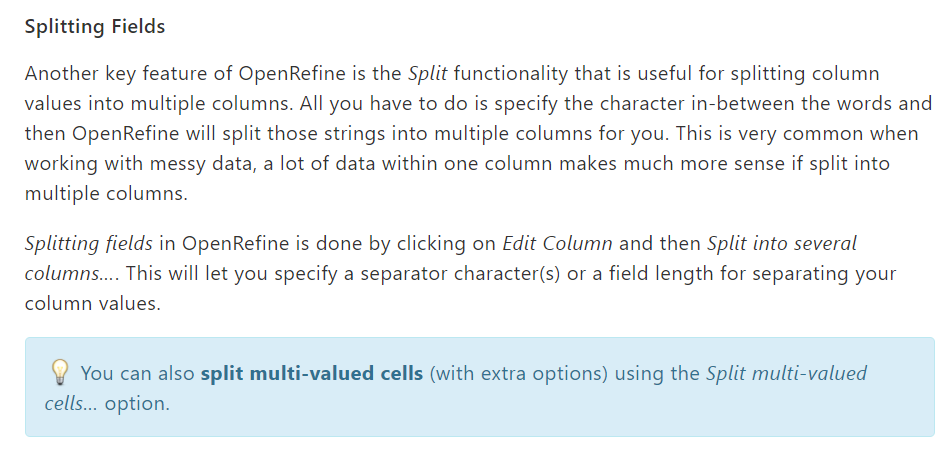 Splitting Fields
Another key feature of OpenRefine is the Split functionality that is useful for splitting column
values into multiple columns. All you have to do is specify the character in-between the words and
then OpenRefine will split those strings into multiple columns for you. This is very common when
working with messy data, a lot of data within one column makes much more sense if split into
multiple columns.
Splitting fields in OpenRefine is done by clicking on Edit Column and then Split into several
columns.... This will let you specify a separator character(s) or a field length for separating your
column values.
You can also split multi-valued cells (with extra options) using the Split multi-valued
cells... option.